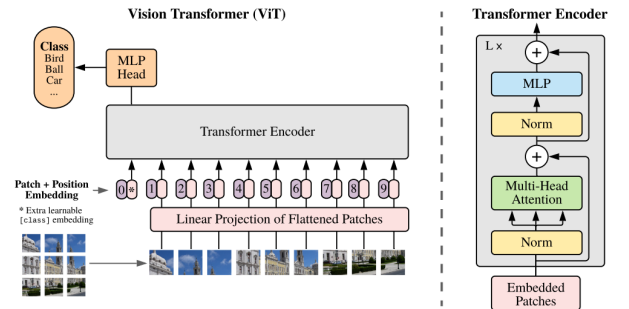 Vision Transformer (ViT)
Class
Bird
Ball
Car
...
MLP
Head
Transformer Encoder
Patch + Position
Embedding
0 * 1 2 3 4 5 6 7 8 9
* Extra learnable
[class] embedding
Linear Projection of Flattened Patches
Transformer Encoder
L x
+
MLP
Norm
+
Multi-Head
Attention
Norm
Embedded
Patches